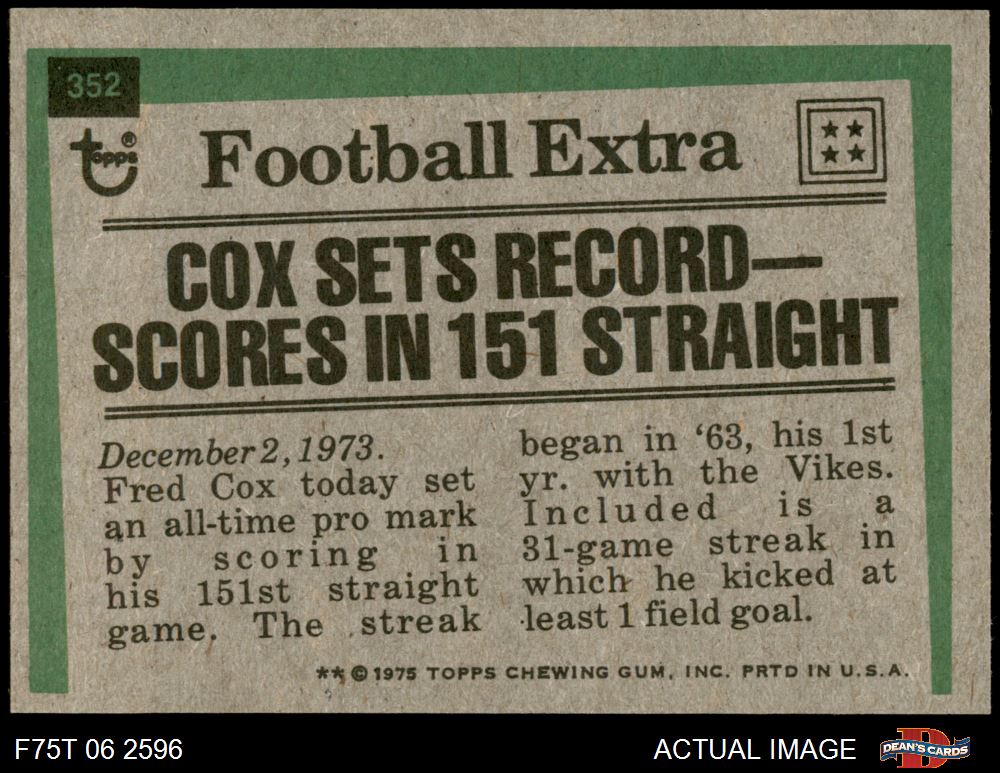 352
topps®
Football Extra
COX SETS RECORD—
SCORES IN 151 STRAIGHT
December 2, 1973.
Fred Cox today set
an all-time pro mark
by scoring in
his 151st straight
game. The streak
began in ‘63, his 1st
yr. with the Vikes.
Included is a
31-game streak in
which he kicked at
least 1 field goal.
** © 1975 TOPPS CHEWING GUM, INC. PRTD IN U.S.A.
F75T 06 2596
ACTUAL IMAGE
D
DEAN'S CARDS